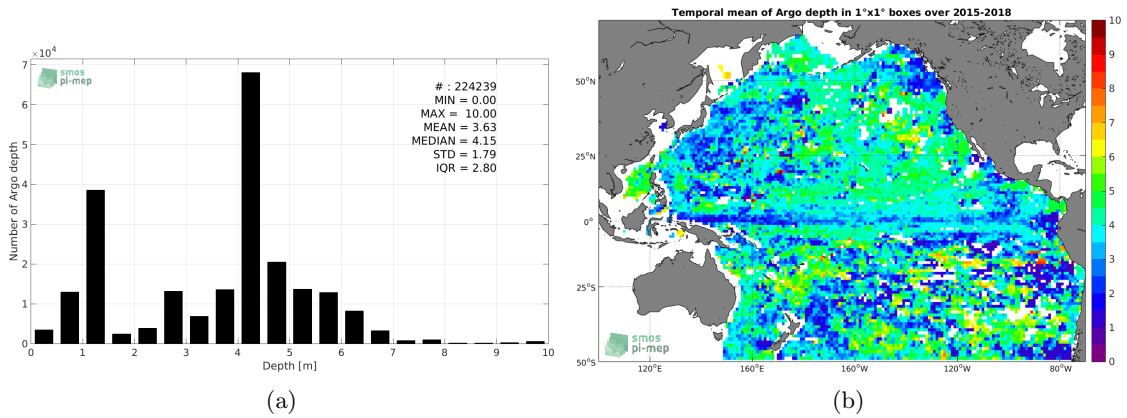 ×10⁴
smos
pi-mep
# : 224239
MIN = 0.00
MAX = 10.00
MEAN = 3.63
MEDIAN = 4.15
STD = 1.79
IQR = 2.80
7
6
5
4
3
2
1
0
Number of Argo depth
0 1 2 3 4 5 6 7 8 9 10
Depth [m]
(a)
Temporal mean of Argo depth in 1°x1° boxes over 2015-2018
50°N
25°N
0°
25°S
50°S
120°E 160°E 160°W 120°W 80°W
smos
pi-mep
10
9
8
7
6
5
4
3
2
1
0
(b)